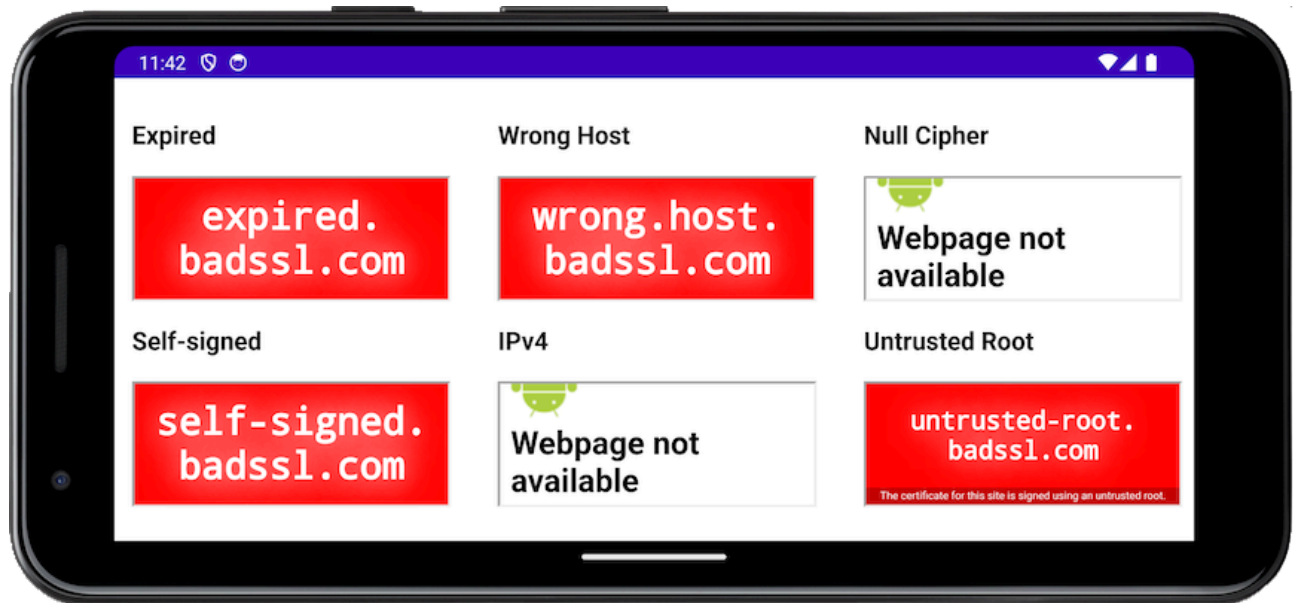 11:42
Expired
Wrong Host
Null Cipher
expired.
badssl.com
wrong.host.
badssl.com
Webpage not
available
Self-signed
IPv4
Untrusted Root
self-signed.
badssl.com
Webpage not
available
untrusted-root.
badssl.com
The certificate for this site is signed using an untrusted root.